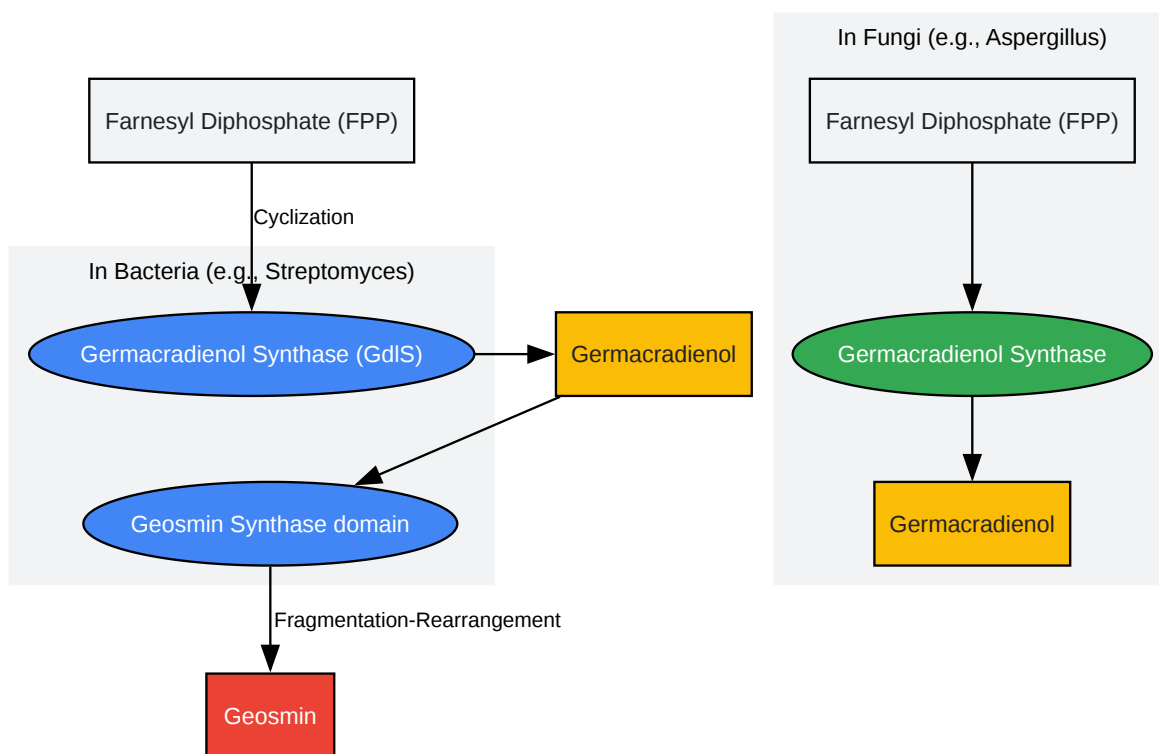 In Fungi (e.g., Aspergillus)
Farnesyl Diphosphate (FPP)
Farnesyl Diphosphate (FPP)
Cyclization
In Bacteria (e.g., Streptomyces)
Germacradienol Synthase (GdlS)
Germacradienol
Germacradienol Synthase
Geosmin Synthase domain
Germacradienol
Fragmentation-Rearrangement
Geosmin